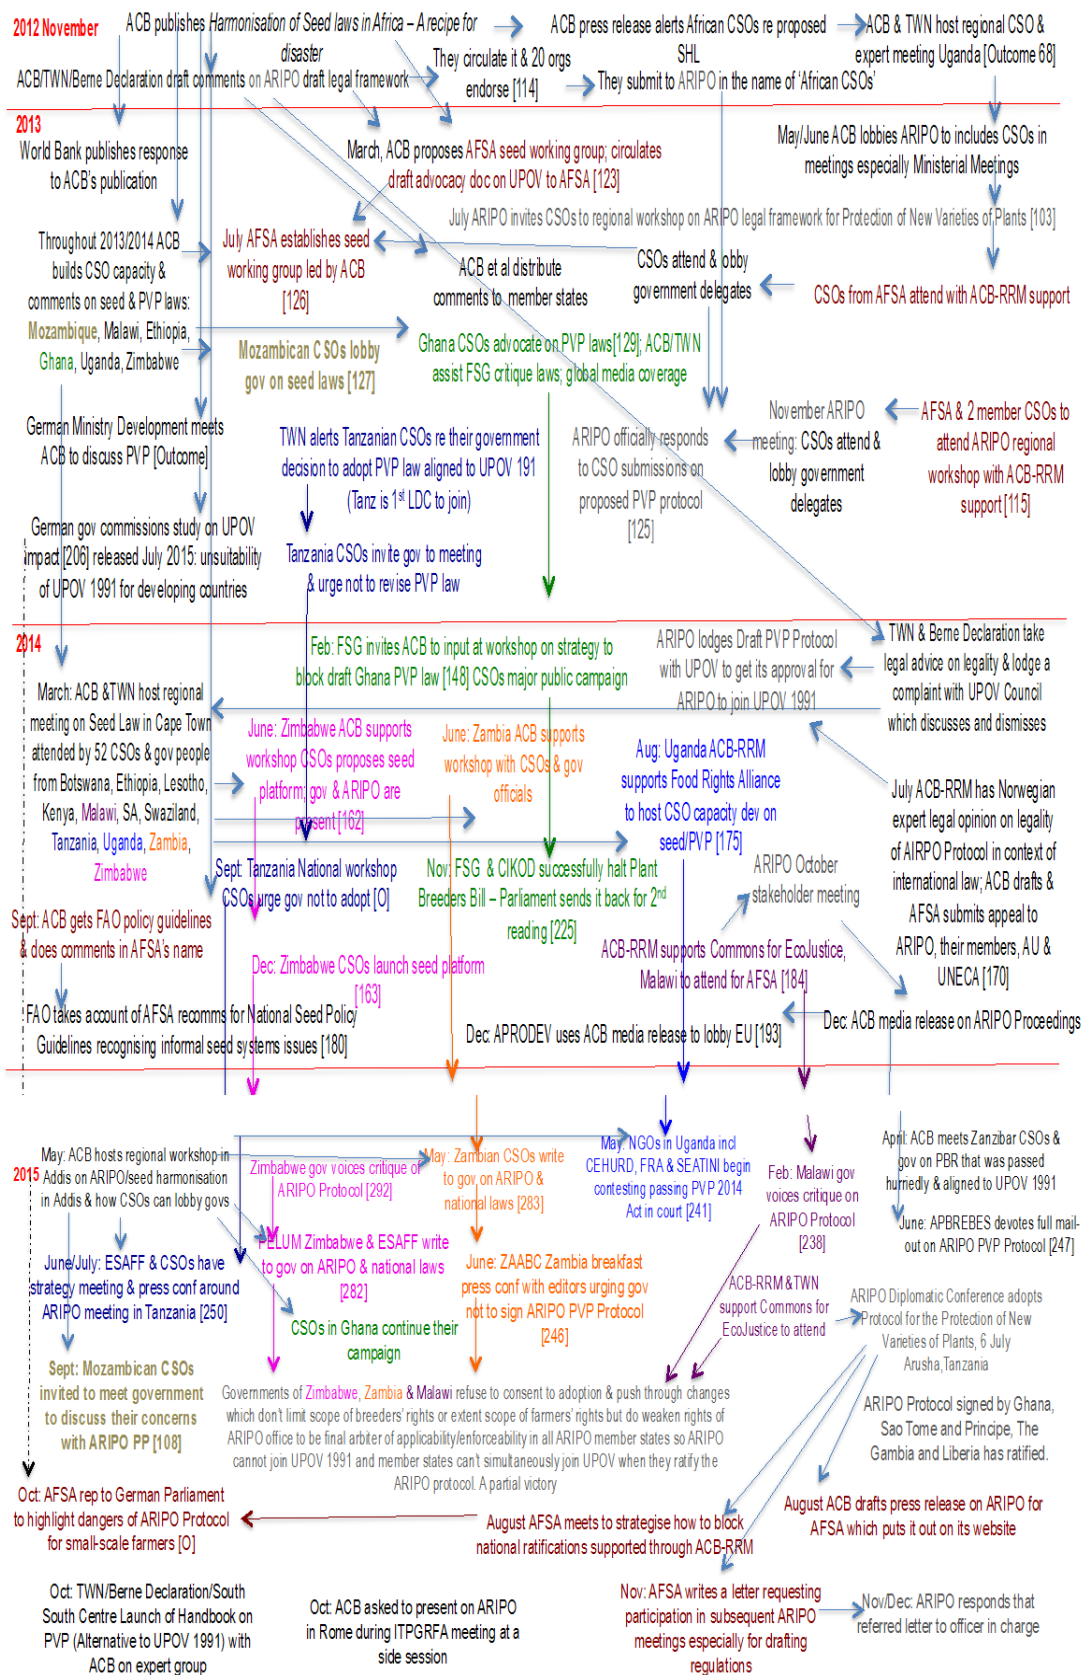 2012 November
ACB publishes Harmonisation of Seed laws in Africa – A recipe for
disaster
ACB press release alerts African CSOs re proposed
SHL
ACB & TWN host regional CSO &
expert meeting Uganda [Outcome 68]
ACB/TWN/Berne Declaration draft comments on ARIPO draft legal framework
They circulate it & 20 orgs
endorse [114]
They submit to ARIPO in the name of 'African CSOs'
2013
World Bank publishes response
to ACB's publication
March, ACB proposes AFSA seed working group; circulates
draft advocacy doc on UPOV to AFSA [123]
May/June ACB lobbies ARIPO to includes CSOs in
meetings especially Ministerial Meetings
July ARIPO invites CSOs to regional workshop on ARIPO legal framework for Protection of New Varieties of Plants [103]
Throughout 2013/2014 ACB
builds CSO capacity &
comments on seed & PVP laws:
Mozambique, Malawi, Ethiopia,
Ghana, Uganda, Zimbabwe
July AFSA establishes seed
working group led by ACB
[126]
ACB et al distribute
comments to member states
CSOs attend & lobby
government delegates
CSOs from AFSA attend with ACB-RRM support
Mozambican CSOs lobby
gov on seed laws [127]
Ghana CSOs advocate on PVP laws[129]; ACB/TWN
assist FSG critique laws; global media coverage
German Ministry Development meets
ACB to discuss PVP [Outcome]
TWN alerts Tanzanian CSOs re their government
decision to adopt PVP law aligned to UPOV 191
(Tanz is 1st LDC to join)
ARIPO officially responds
to CSO submissions on
proposed PVP protocol
[125]
November ARIPO
meeting: CSOs attend &
lobby government
delegates
AFSA & 2 member CSOs to
attend ARIPO regional
workshop with ACB-RRM
support [115]
German gov commissions study on UPOV
impact [206] released July 2015: unsuitability
of UPOV 1991 for developing countries
Tanzania CSOs invite gov to meeting
& urge not to revise PVP law
2014
Feb: FSG invites ACB to input at workshop on strategy to
block draft Ghana PVP law [148] CSOs major public campaign
ARIPO lodges Draft PVP Protocol
with UPOV to get its approval for
ARIPO to join UPOV 1991
TWN & Berne Declaration take
legal advice on legality & lodge a
complaint with UPOV Council
which discusses and dismisses
March: ACB &TWN host regional
meeting on Seed Law in Cape Town
attended by 52 CSOs & gov people
from Botswana, Ethiopia, Lesotho,
Kenya, Malawi, SA, Swaziland,
Tanzania, Uganda, Zambia,
Zimbabwe
June: Zimbabwe ACB supports
workshop CSOs proposes seed
platform; gov & ARIPO are
present [162]
June: Zambia ACB supports
workshop with CSOs & gov
officials
Aug: Uganda ACB-RRM
supports Food Rights Alliance
to host CSO capacity dev on
seed/PVP [175]
July ACB-RRM has Norwegian
expert legal opinion on legality
of AIRPO Protocol in context of
international law; ACB drafts &
AFSA submits appeal to
ARIPO, their members, AU &
UNECA [170]
Sept: Tanzania National workshop
CSOs urge gov not to adopt [O]
Nov: FSG & CIKOD successfully halt Plant
Breeders Bill – Parliament sends it back for 2nd
reading [225]
ARIPO October
stakeholder meeting
Sept: ACB gets FAO policy guidelines
& does comments in AFSA's name
ACB-RRM supports Commons for EcoJustice,
Malawi to attend for AFSA [184]
Dec: Zimbabwe CSOs launch seed platform
[163]
FAO takes account of AFSA recomms for National Seed Policy
Guidelines recognising informal seed systems issues [180]
Dec: APRODEV uses ACB media release to lobby EU [193]
Dec: ACB media release on ARIPO Proceedings
2015
May: ACB hosts regional workshop in
Addis on ARIPO/seed harmonisation
in Addis & how CSOs can lobby govs
Zimbabwe gov voices critique of
ARIPO Protocol [292]
May: Zambian CSOs write
to gov on ARIPO &
national laws [283]
May: NGOs in Uganda incl
CEHURD, FRA & SEATINI begin
contesting passing PVP 2014
Act in court [241]
Feb: Malawi gov
voices critique on
ARIPO Protocol
[238]
April: ACB meets Zanzibar CSOs &
gov on PBR that was passed
hurriedly & aligned to UPOV 1991
June: APBREBES devotes full mail-
out on ARIPO PVP Protocol [247]
June/July: ESAFF & CSOs have
strategy meeting & press conf around
ARIPO meeting in Tanzania [250]
PELUM Zimbabwe & ESAFF write
to gov on ARIPO & national laws
[282]
June: ZAABC Zambia breakfast
press conf with editors urging gov
not to sign ARIPO PVP Protocol
[246]
ACB-RRM & TWN
support Commons for
EcoJustice to attend
ARIPO Diplomatic Conference adopts
Protocol for the Protection of New
Varieties of Plants, 6 July
Arusha,Tanzania
CSOs in Ghana continue their
campaign
Sept: Mozambican CSOs
invited to meet government
to discuss their concerns
with ARIPO PP [108]
Governments of Zimbabwe, Zambia & Malawi refuse to consent to adoption & push through changes
which don't limit scope of breeders' rights or extent scope of farmers' rights but do weaken rights of
ARIPO office to be final arbiter of applicability/enforceability in all ARIPO member states so ARIPO
cannot join UPOV 1991 and member states can't simultaneously join UPOV when they ratify the
ARIPO protocol. A partial victory
ARIPO Protocol signed by Ghana,
Sao Tome and Principe, The
Gambia and Liberia has ratified.
Oct: AFSA rep to German Parliament
to highlight dangers of ARIPO Protocol
for small-scale farmers [O]
August AFSA meets to strategise how to block
national ratifications supported through ACB-RRM
August ACB drafts press release on ARIPO for
AFSA which puts it out on its website
Oct: TWN/Berne Declaration/South
South Centre Launch of Handbook on
PVP (Alternative to UPOV 1991) with
ACB on expert group
Oct: ACB asked to present on ARIPO
in Rome during ITPGRFA meeting at a
side session
Nov: AFSA writes a letter requesting
participation in subsequent ARIPO
meetings especially for drafting
regulations
Nov/Dec: ARIPO responds that
referred letter to officer in charge